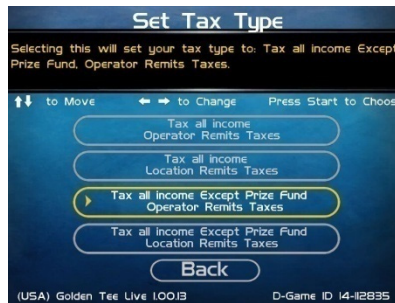 Set Tax Type
Selecting this will set your tax type to: Tax all income Except
Prize Fund, Operator Remits Taxes.
↑↓ to Move ← → to Change Press Start to Choos
Tax all income
Operator Remits Taxes
Tax all income
Location Remits Taxes
Tax all income Except Prize Fund
Operator Remits Taxes
Tax all income Except Prize Fund
Location Remits Taxes
Back
(USA) Golden Tee Live 1.00.13 D-Game ID 14-112835